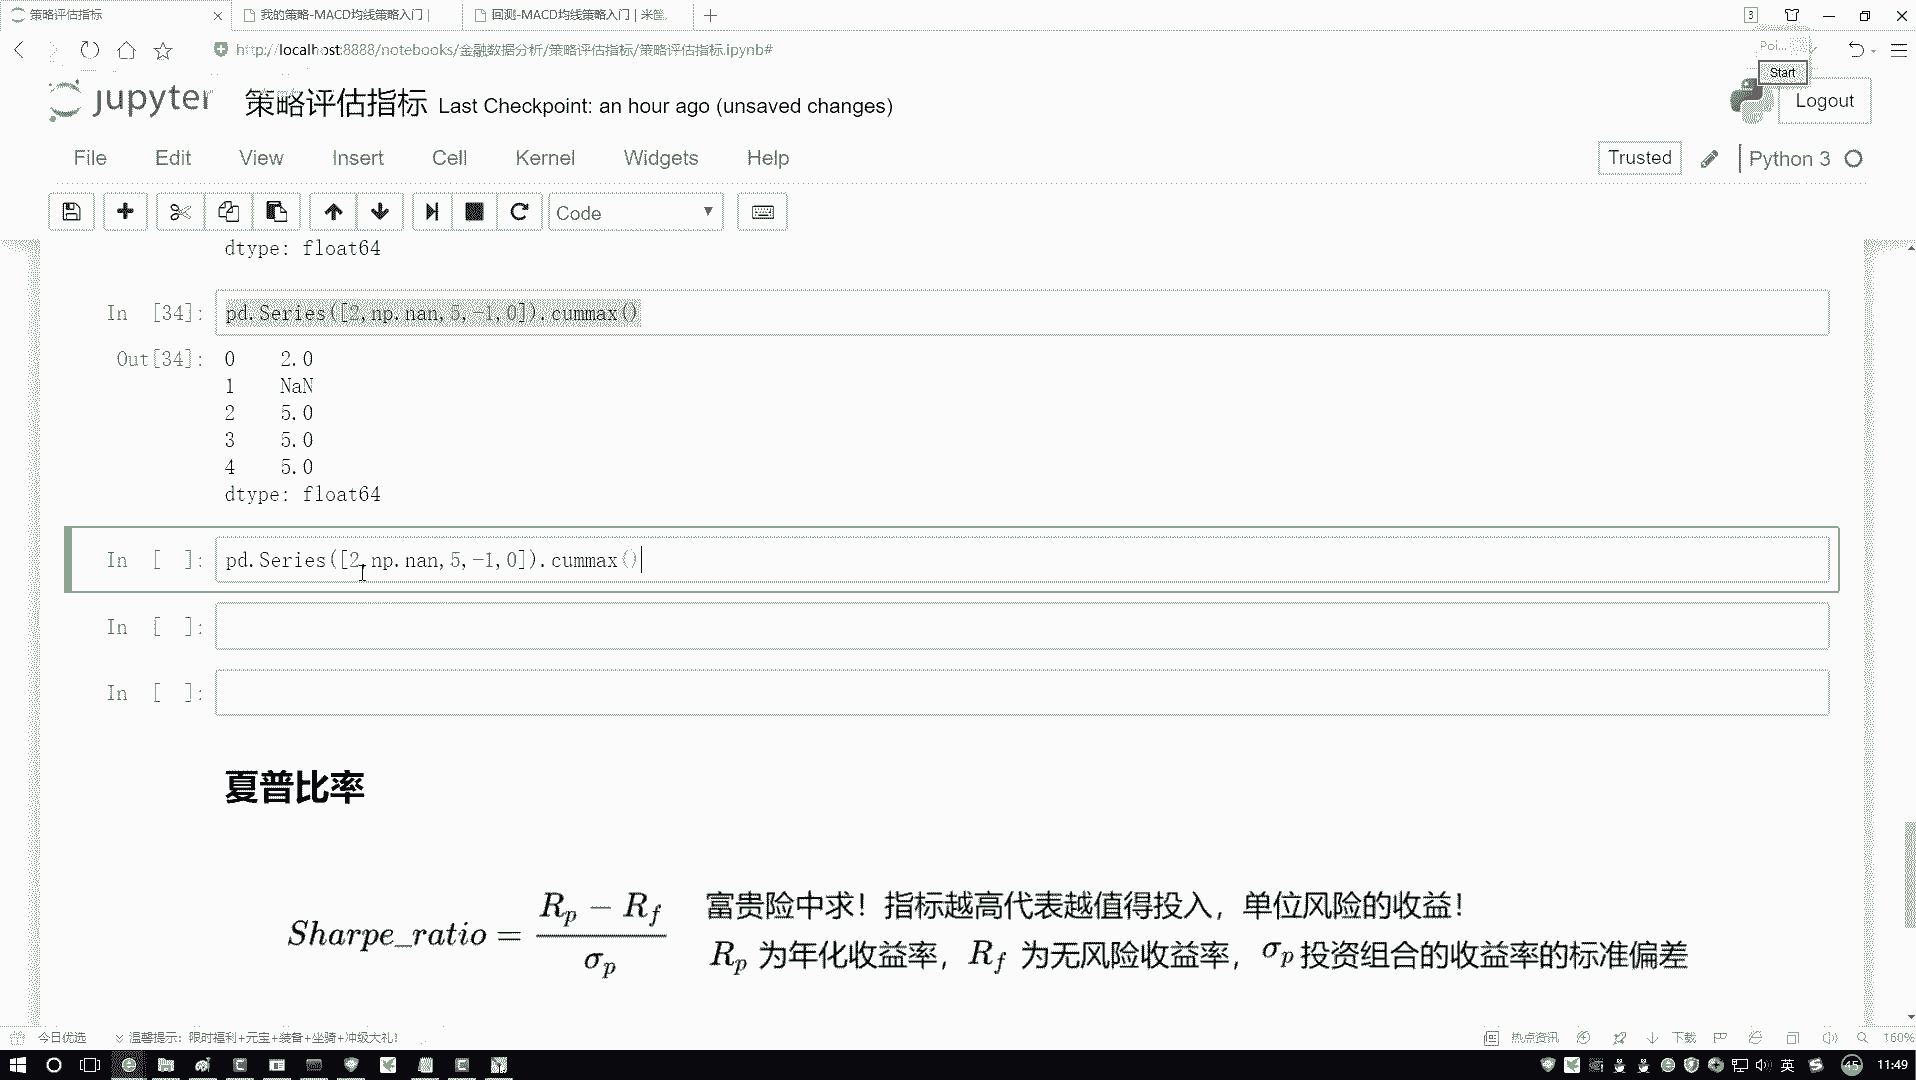 策略评估指标
我的策略-MACD均线策略入门 |
回测-MACD均线策略入门 | 米筐
3
http://localhost:8888/notebooks/金融数据分析/策略评估指标/策略评估指标.ipynb#
Poi...
Start
jupyter 策略评估指标 Last Checkpoint: an hour ago (unsaved changes)
Logout
File Edit View Insert Cell Kernel Widgets Help
Trusted Python 3
Code
dtype: float64
In [34]: pd.Series([2,np.nan,5,-1,0]).cummax()
Out[34]: 0 2.0
1 NaN
2 5.0
3 5.0
4 5.0
dtype: float64
In [ ]: pd.Series([2,np.nan,5,-1,0]).cummax()
In [ ]:
In [ ]:
夏普比率
Sharpe_ratio = (R_p − R_f) / σ_p
富贵险中求！指标越高代表越值得投入，单位风险的收益！
R_p 为年化收益率，R_f 为无风险收益率，σ_p 投资组合的收益率的标准偏差
今日优选 温馨提示：限时福利+元宝+装备+坐骑+冲级大礼！
热点资讯 下载 160%
英 45 11:49